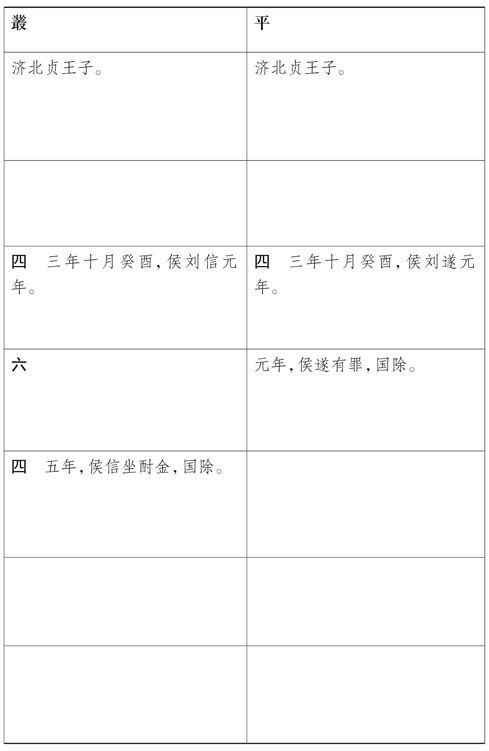 叢
平
济北贞王子。
济北贞王子。
四　三年十月癸酉，侯刘信元
年。
四　三年十月癸酉，侯刘遂元
年。
六
元年，侯遂有罪，国除。
四　五年，侯信坐酎金，国除。